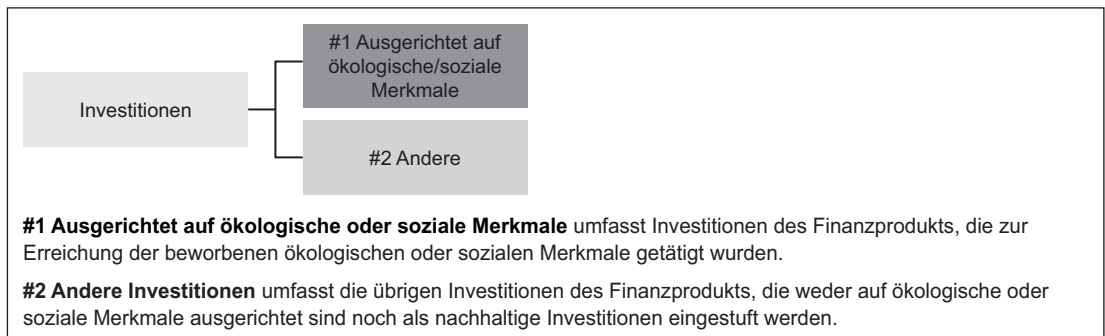 #1 Ausgerichtet auf
ökologische/soziale
Merkmale
Investitionen
#2 Andere
#1 Ausgerichtet auf ökologische oder soziale Merkmale umfasst Investitionen des Finanzprodukts, die zur
Erreichung der beworbenen ökologischen oder sozialen Merkmale getätigt wurden.
#2 Andere Investitionen umfasst die übrigen Investitionen des Finanzprodukts, die weder auf ökologische oder
soziale Merkmale ausgerichtet sind noch als nachhaltige Investitionen eingestuft werden.